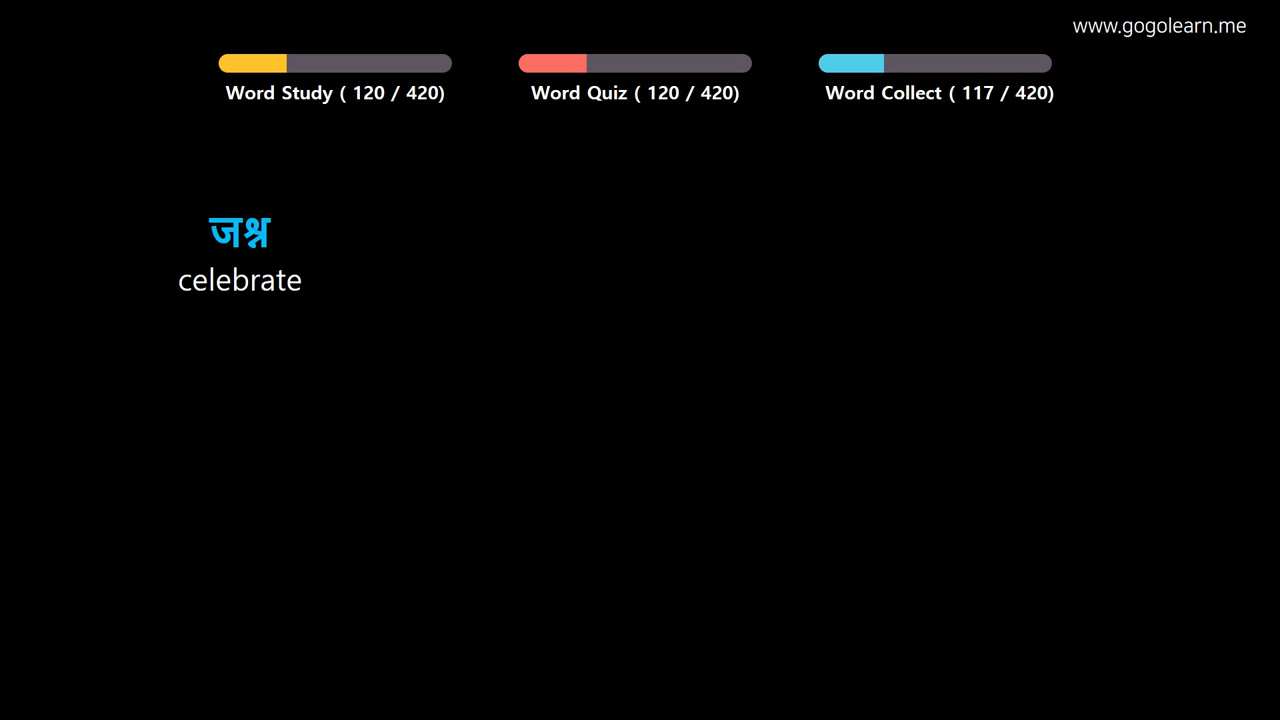 www.gogolearn.me
Word Study ( 120 / 420)
Word Quiz ( 120 / 420)
Word Collect ( 117 / 420)
जश्न
celebrate